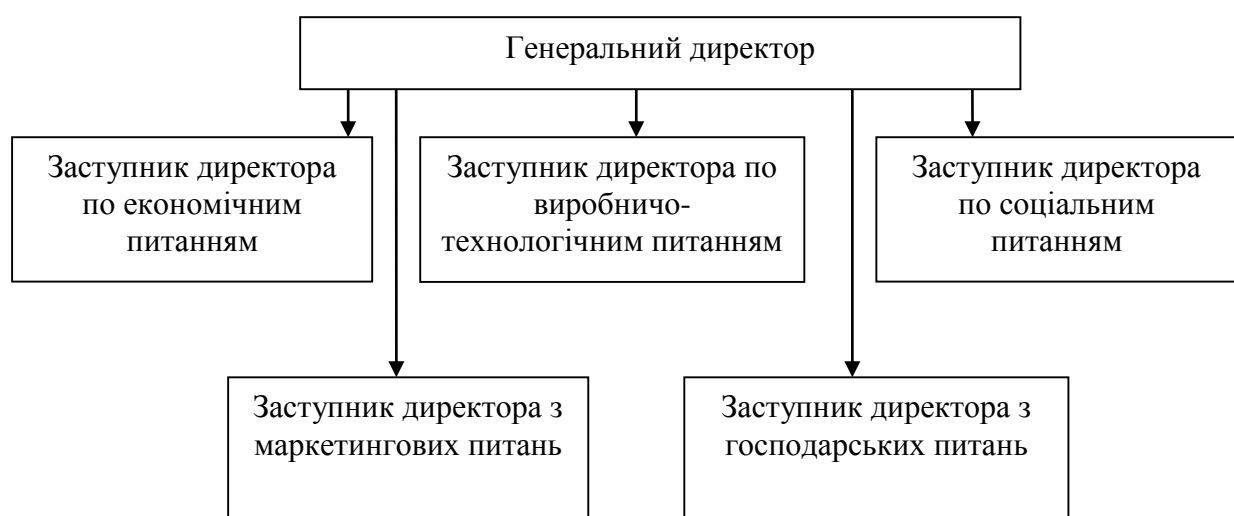 Генеральний директор
Заступник директора
по економічним
питанням
Заступник директора по
виробничо-
технологічним питанням
Заступник директора
по соціальним
питанням
Заступник директора з
маркетингових питань
Заступник директора з
господарських питань